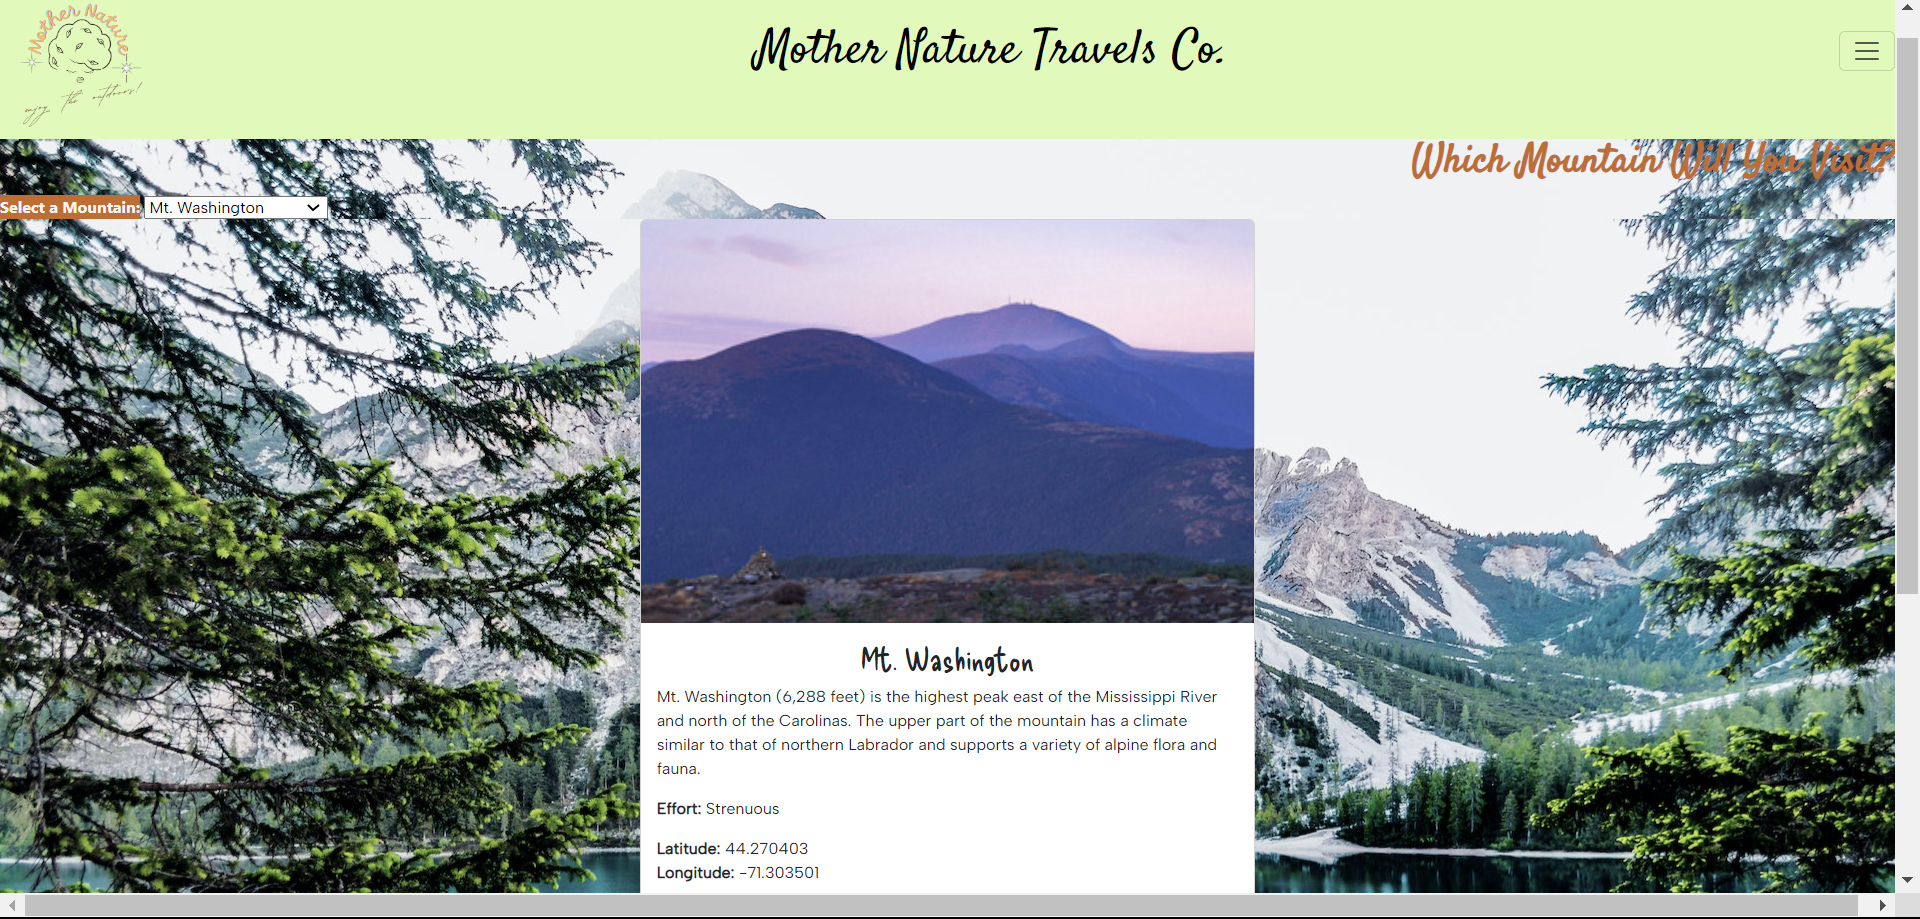 Mother Nature
enjoy the outdoors!
Mother Nature Travels Co.
Which Mountain Will You Visit?
Select a Mountain: Mt. Washington
Mt. Washington
Mt. Washington (6,288 feet) is the highest peak east of the Mississippi River
and north of the Carolinas. The upper part of the mountain has a climate
similar to that of northern Labrador and supports a variety of alpine flora and
fauna.
Effort: Strenuous
Latitude: 44.270403
Longitude: -71.303501